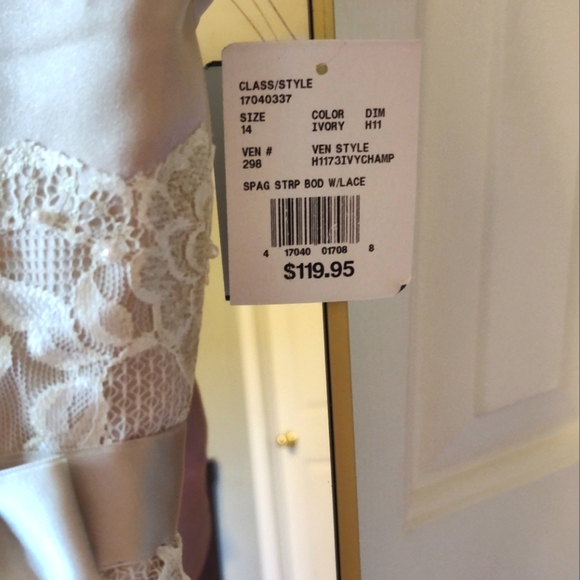 CLASS/STYLE
17040337
SIZE COLOR DIM
14 IVORY H11
VEN # VEN STYLE
298 H1173IVYCHAMP
SPAG STRP BOD W/LACE
4 17040 01708 8
$119.95